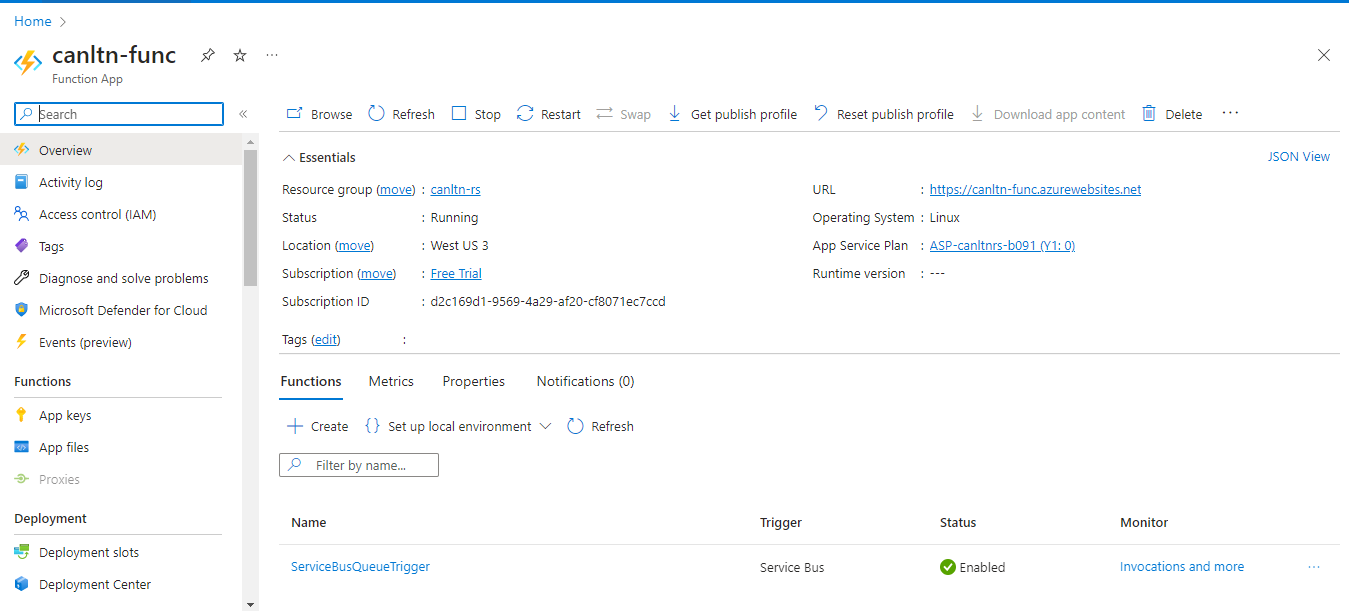 Home
canltn-func
Function App
Search
Browse Refresh Stop Restart Swap Get publish profile Reset publish profile Download app content Delete
Overview
Activity log
Access control (IAM)
Tags
Diagnose and solve problems
Microsoft Defender for Cloud
Events (preview)
Functions
App keys
App files
Proxies
Deployment
Deployment slots
Deployment Center
Essentials
JSON View
Resource group (move) : canltn-rs
Status : Running
Location (move) : West US 3
Subscription (move) : Free Trial
Subscription ID : d2c169d1-9569-4a29-af20-cf8071ec7ccd
URL : https://canltn-func.azurewebsites.net
Operating System : Linux
App Service Plan : ASP-canltnrs-b091 (Y1: 0)
Runtime version : ---
Tags (edit) :
Functions Metrics Properties Notifications (0)
Create {} Set up local environment Refresh
Filter by name...
Name Trigger Status Monitor
ServiceBusQueueTrigger Service Bus Enabled Invocations and more